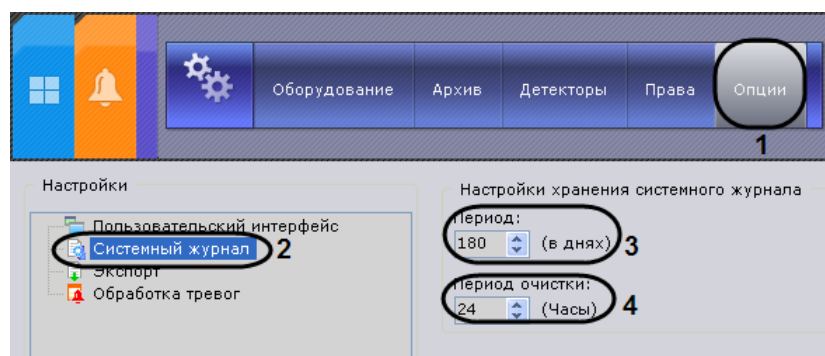 Оборудование
Архив
Детекторы
Права
Опции
1
Настройки
Пользовательский интерфейс
Системный журнал 2
Экспорт
Обработка тревог
Настройки хранения системного журнала
Период:
180 (в днях) 3
Период очистки:
24 (Часы) 4